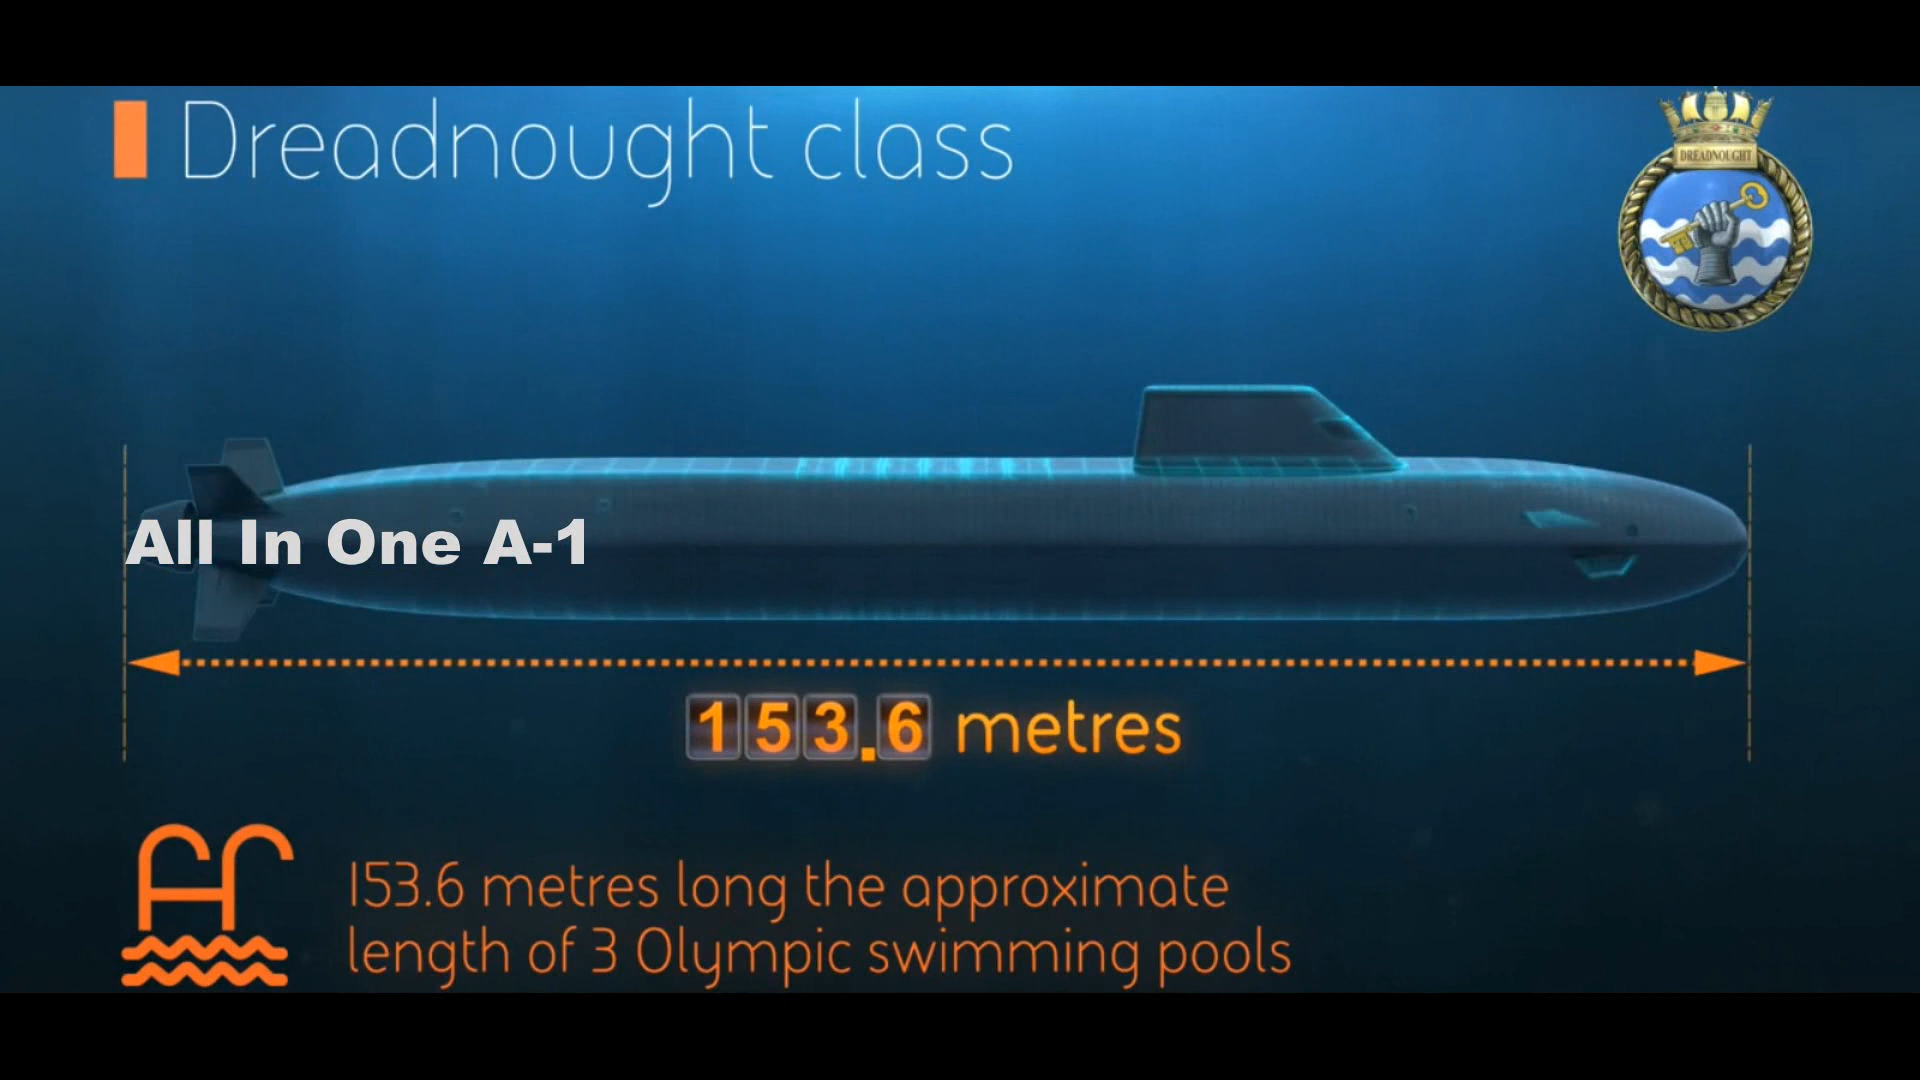 Dreadnought class
DREADNOUGHT
All In One A-1
153.6 metres
153.6 metres long the approximate
length of 3 Olympic swimming pools